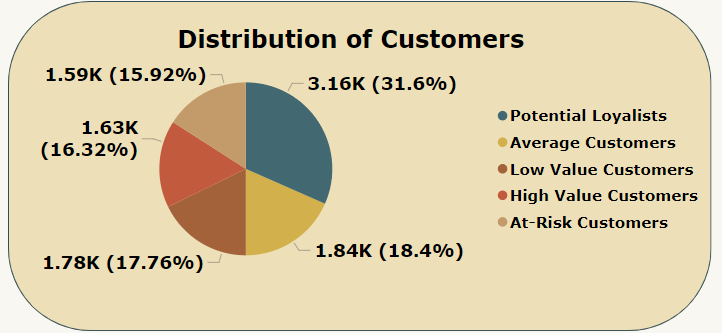 Distribution of Customers
1.59K (15.92%)
3.16K (31.6%)
1.63K
(16.32%)
1.78K (17.76%)
1.84K (18.4%)
Potential Loyalists
Average Customers
Low Value Customers
High Value Customers
At-Risk Customers